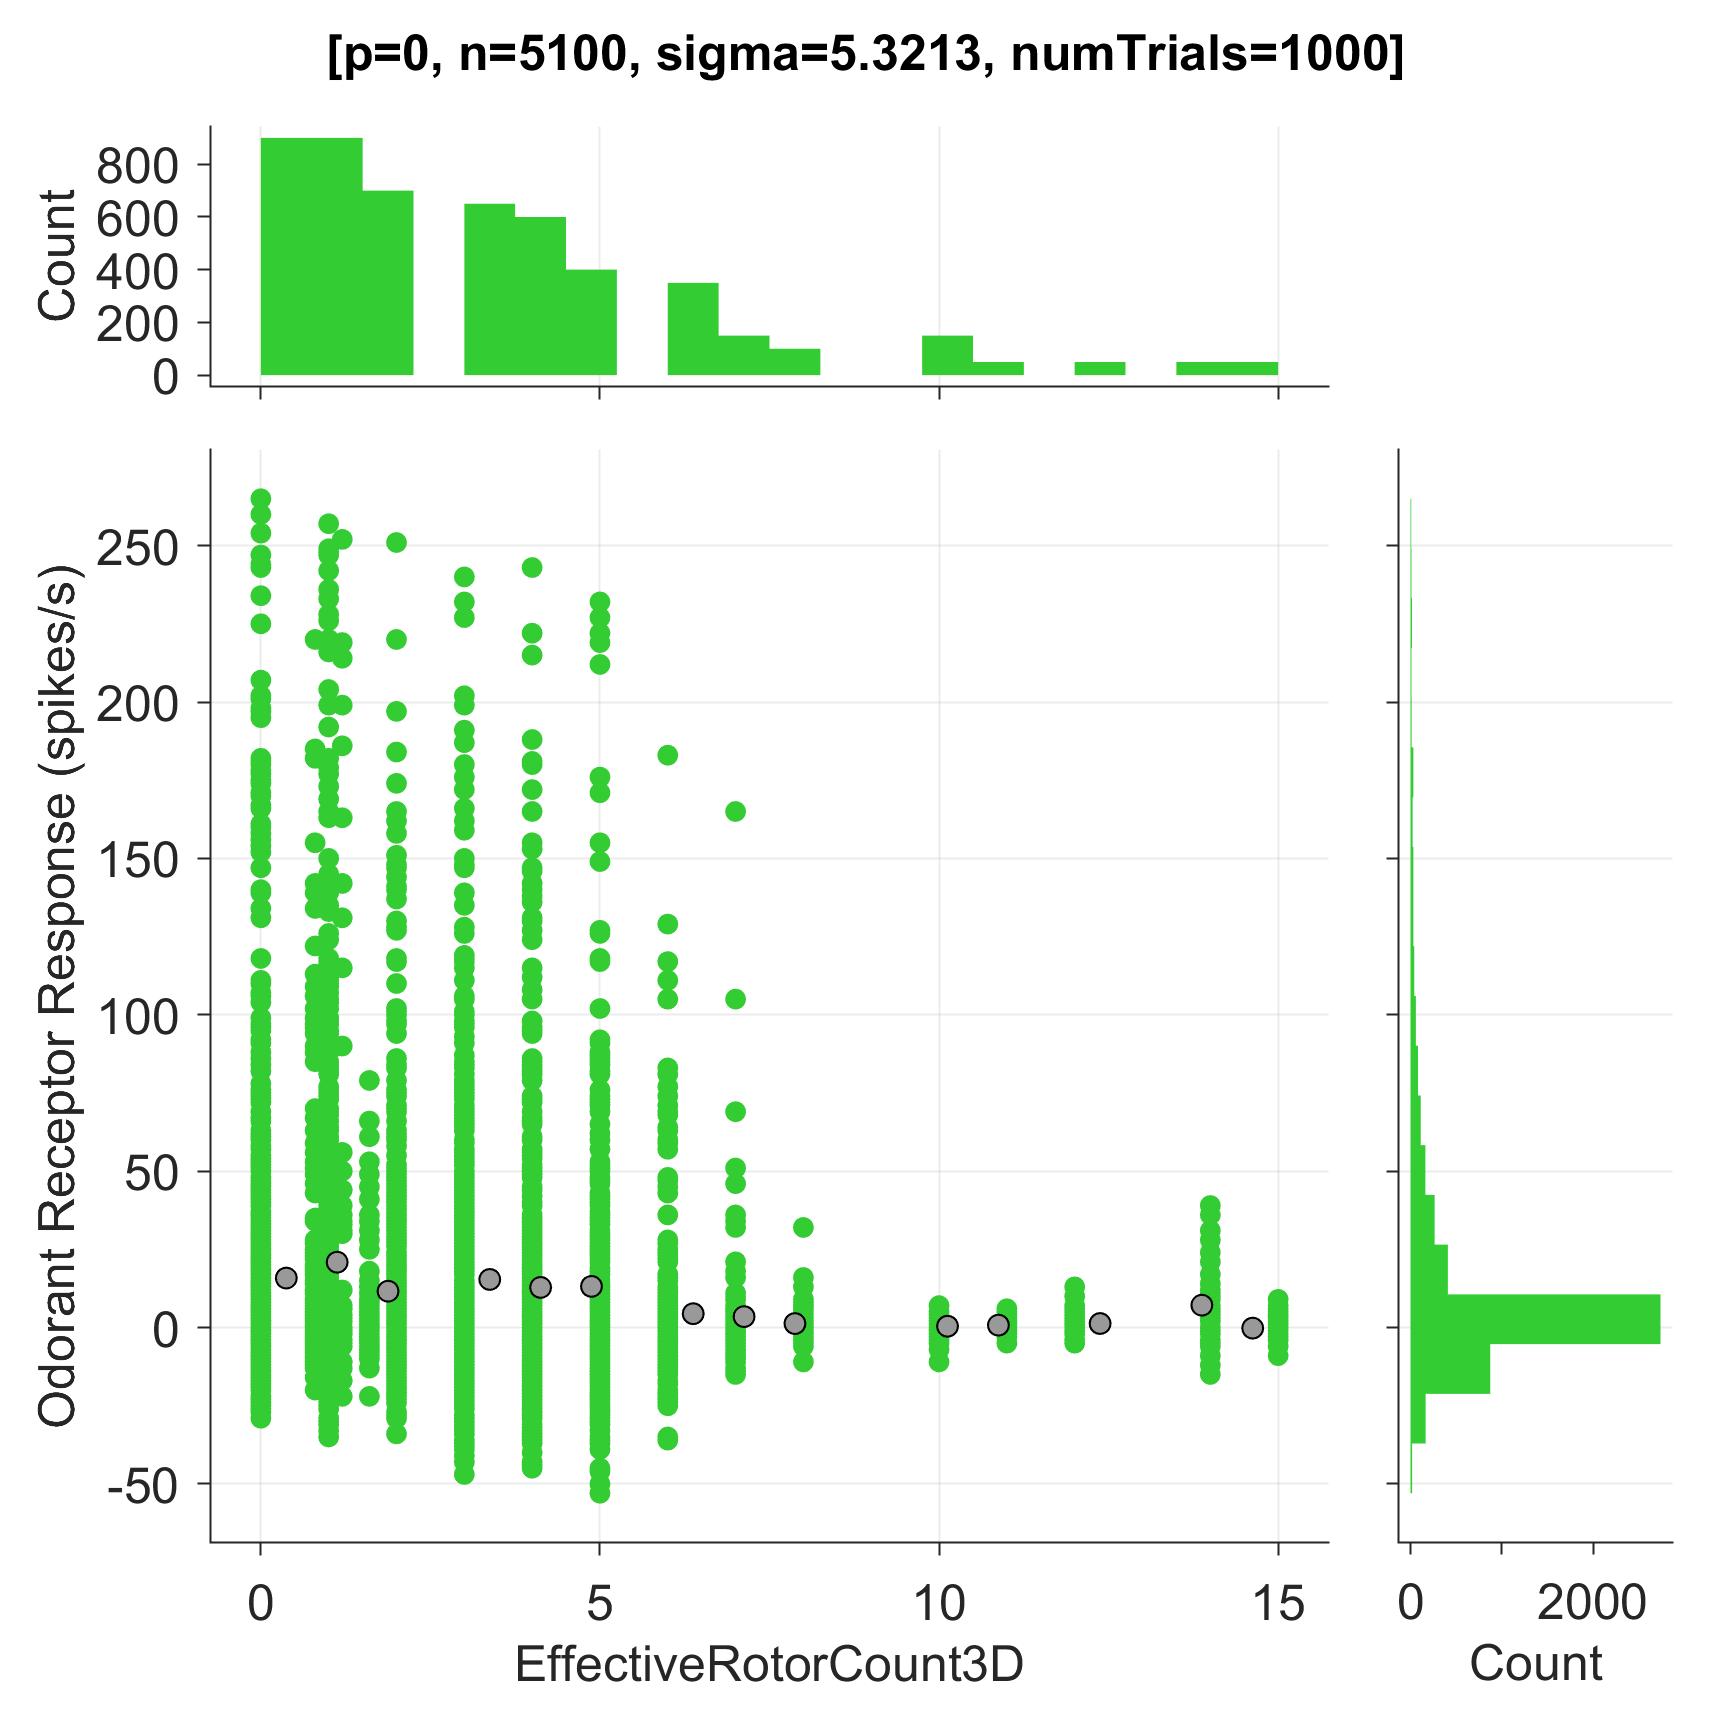 [p=0, n=5100, sigma=5.3213, numTrials=1000]
Count
800
600
400
200
0
Odorant Receptor Response (spikes/s)
250
200
150
100
50
0
-50
0 5 10 15
EffectiveRotorCount3D
0 2000
Count